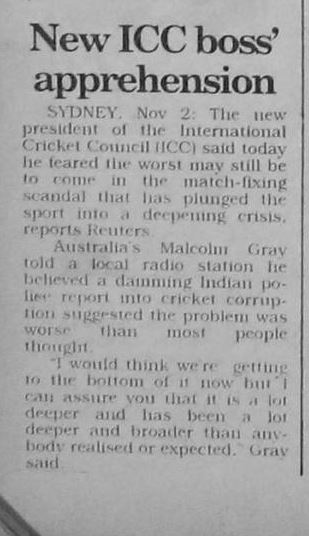 New ICC boss'
apprehension
SYDNEY, Nov 2: The new
president of the International
Cricket Council (ICC) said today
he feared the worst may still be
to come in the match-fixing
scandal that has plunged the
sport into a deepening crisis,
reports Reuters.
Australia's Malcolm Gray
told a local radio station he
believed a damning Indian po-
lice report into cricket corrup-
tion suggested the problem was
worse than most people
thought.
"I would think we're getting
to the bottom of it now but I
can assure you that it is a lot
deeper and has been a lot
deeper and broader than any-
body realised or expected," Gray
said.